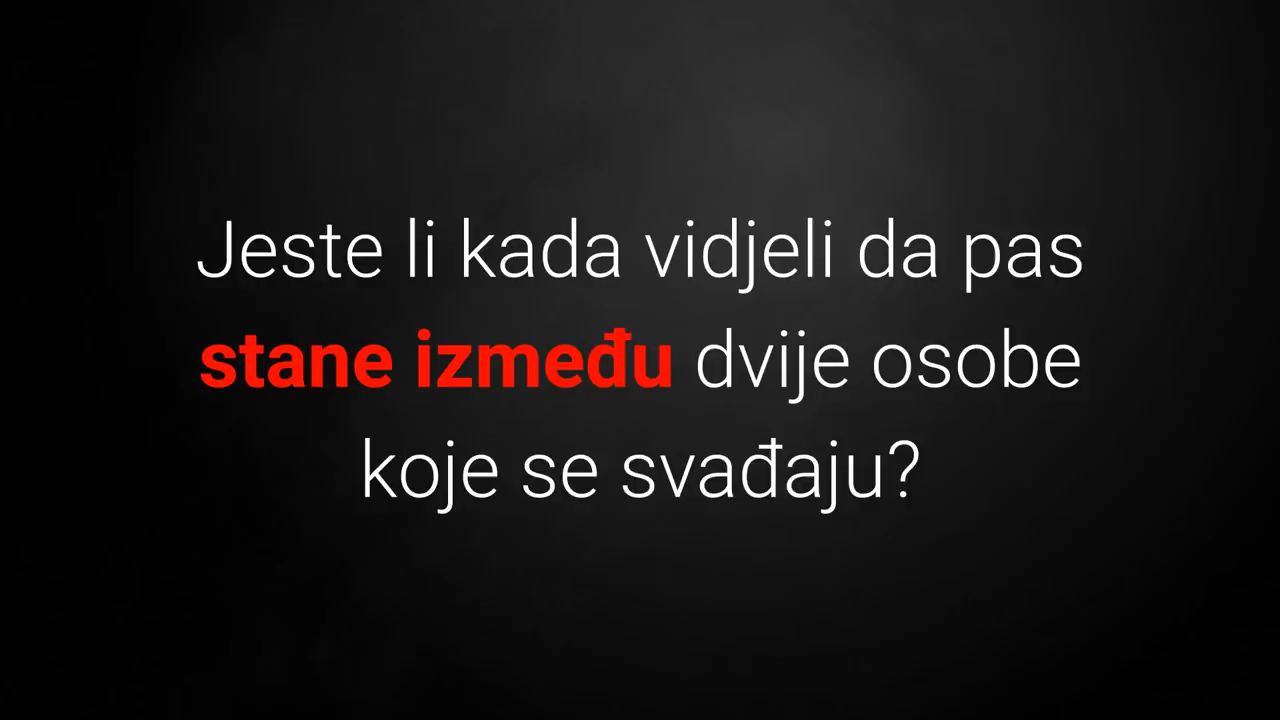 Jeste li kada vidjeli da pas
stane između dvije osobe
koje se svađaju?